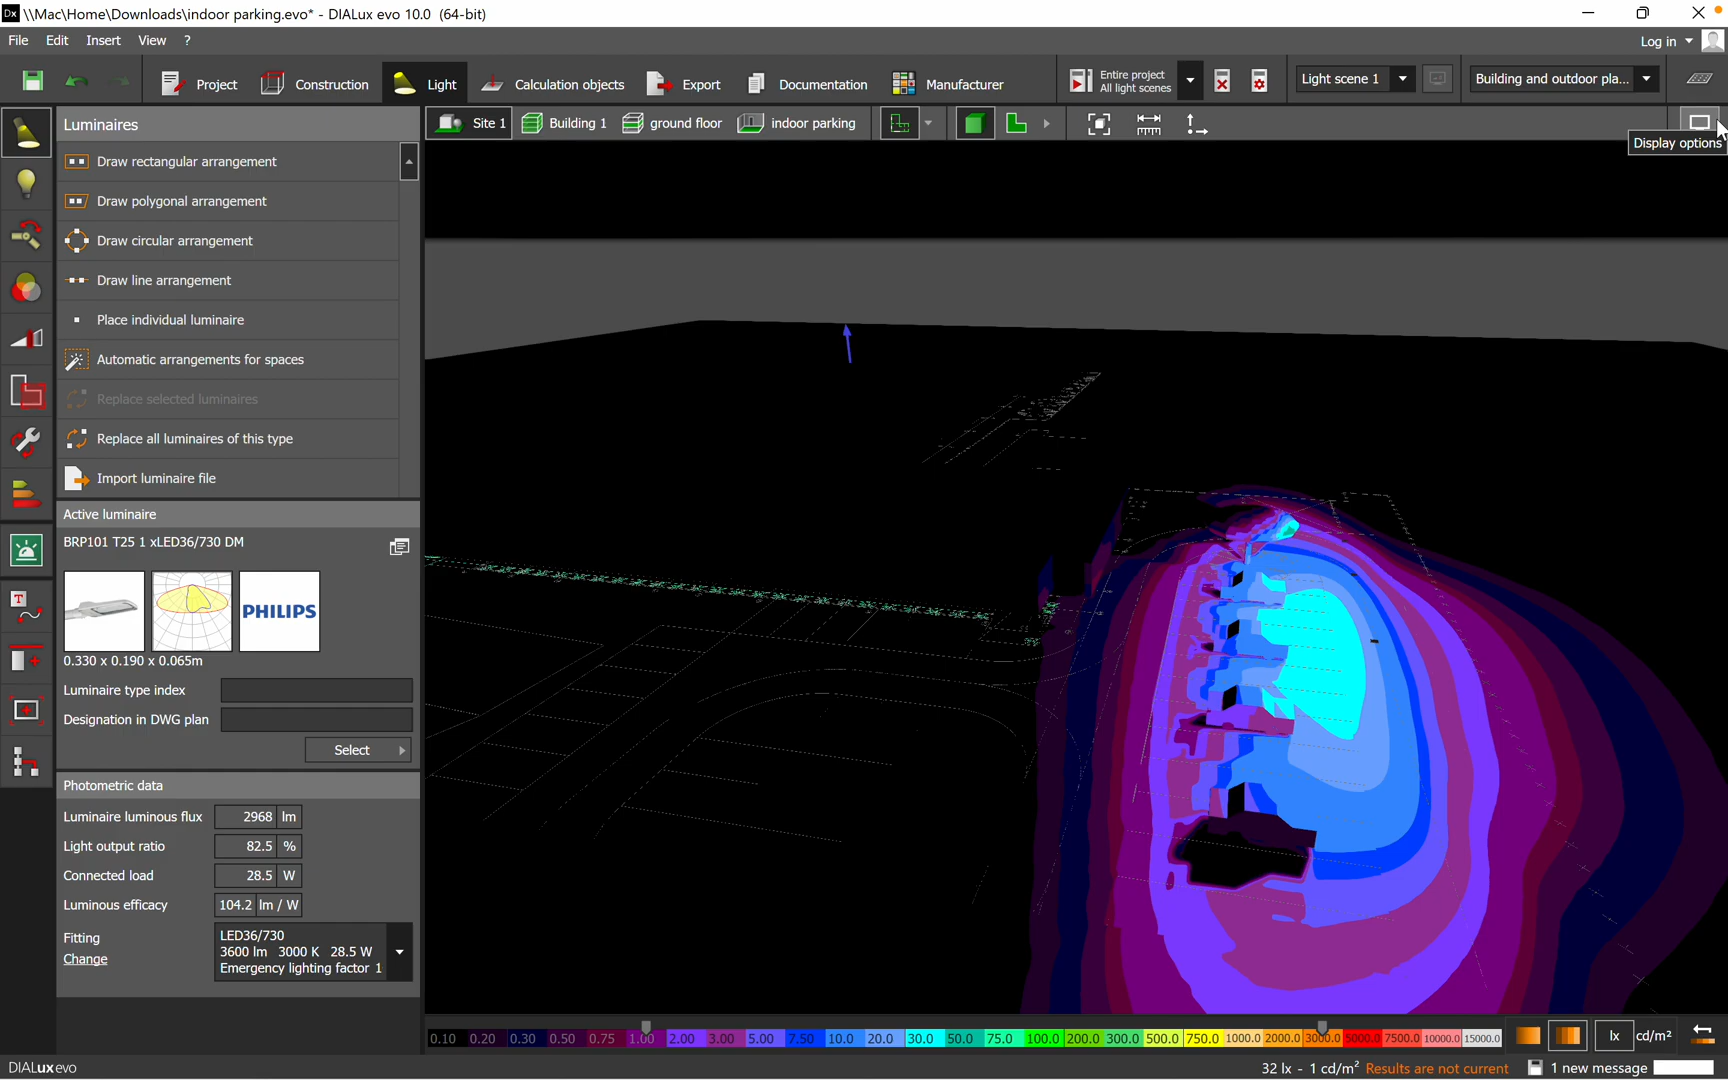 Dx \\Mac\Home\Downloads\indoor parking.evo* - DIALux evo 10.0 (64-bit)
File Edit Insert View ? Log in
Project Construction Light Calculation objects Export Documentation Manufacturer Entire project All light scenes Light scene 1 Building and outdoor pla...
Luminaires
Site 1 Building 1 ground floor indoor parking
Display options
Draw rectangular arrangement
Draw polygonal arrangement
Draw circular arrangement
Draw line arrangement
Place individual luminaire
Automatic arrangements for spaces
Replace selected luminaires
Replace all luminaires of this type
Import luminaire file
Active luminaire
BRP101 T25 1 xLED36/730 DM
PHILIPS
0.330 x 0.190 x 0.065m
Luminaire type index
Designation in DWG plan
Select
Photometric data
Luminaire luminous flux 2968 lm
Light output ratio 82.5 %
Connected load 28.5 W
Luminous efficacy 104.2 lm / W
Fitting
Change
LED36/730
3600 lm 3000 K 28.5 W
Emergency lighting factor 1
0.10 0.20 0.30 0.50 0.75 1.00 2.00 3.00 5.00 7.50 10.0 20.0 30.0 50.0 75.0 100.0 200.0 300.0 500.0 750.0 1000.0 2000.0 3000.0 5000.0 7500.0 10000.0 15000.0 lx cd/m²
DIALux evo 32 lx - 1 cd/m² Results are not current 1 new message